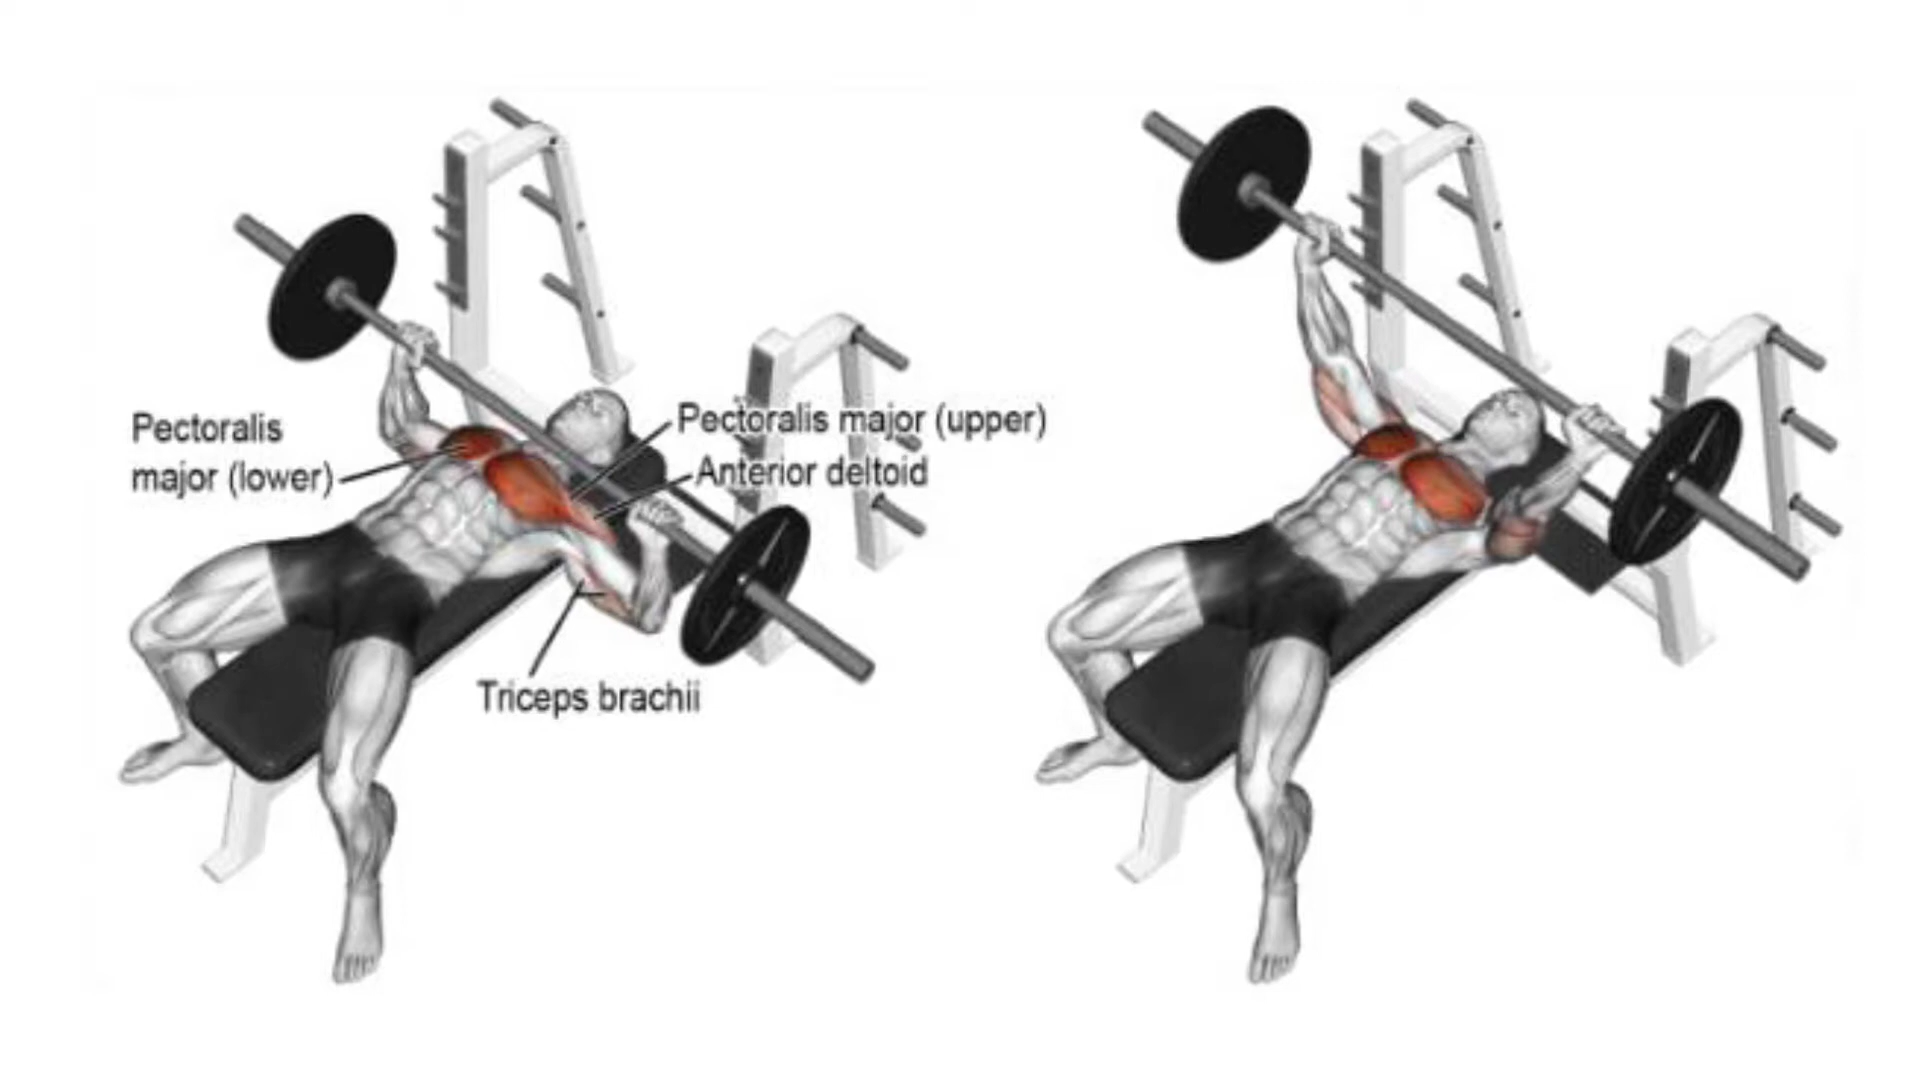 Pectoralis
major (lower)
Pectoralis major (upper)
Anterior deltoid
Triceps brachii